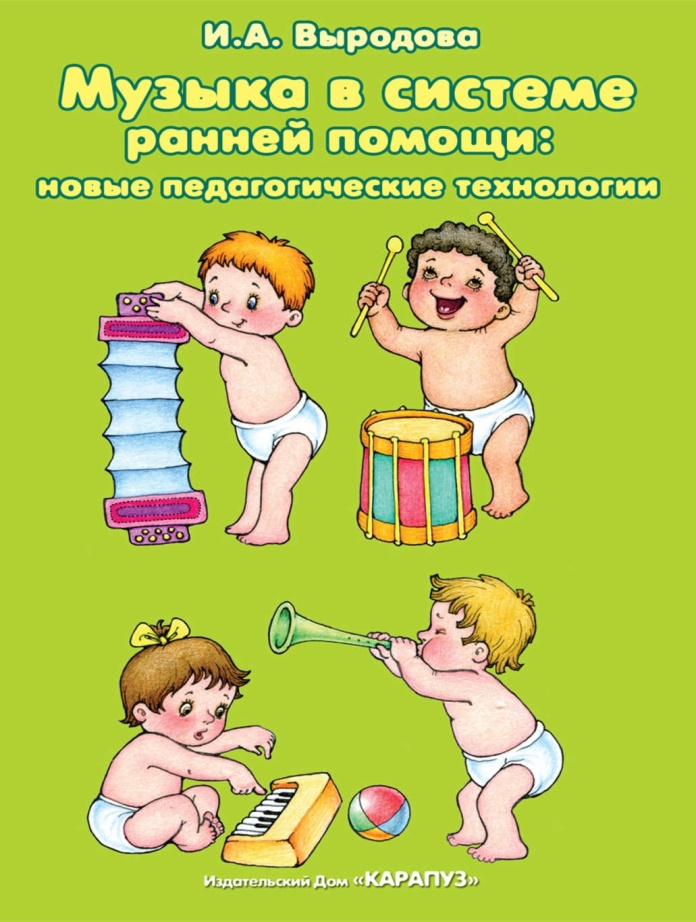 И.А. Выродова
Музыка в системе
ранней помощи:
новые педагогические технологии
Издательский Дом «КАРАПУЗ»